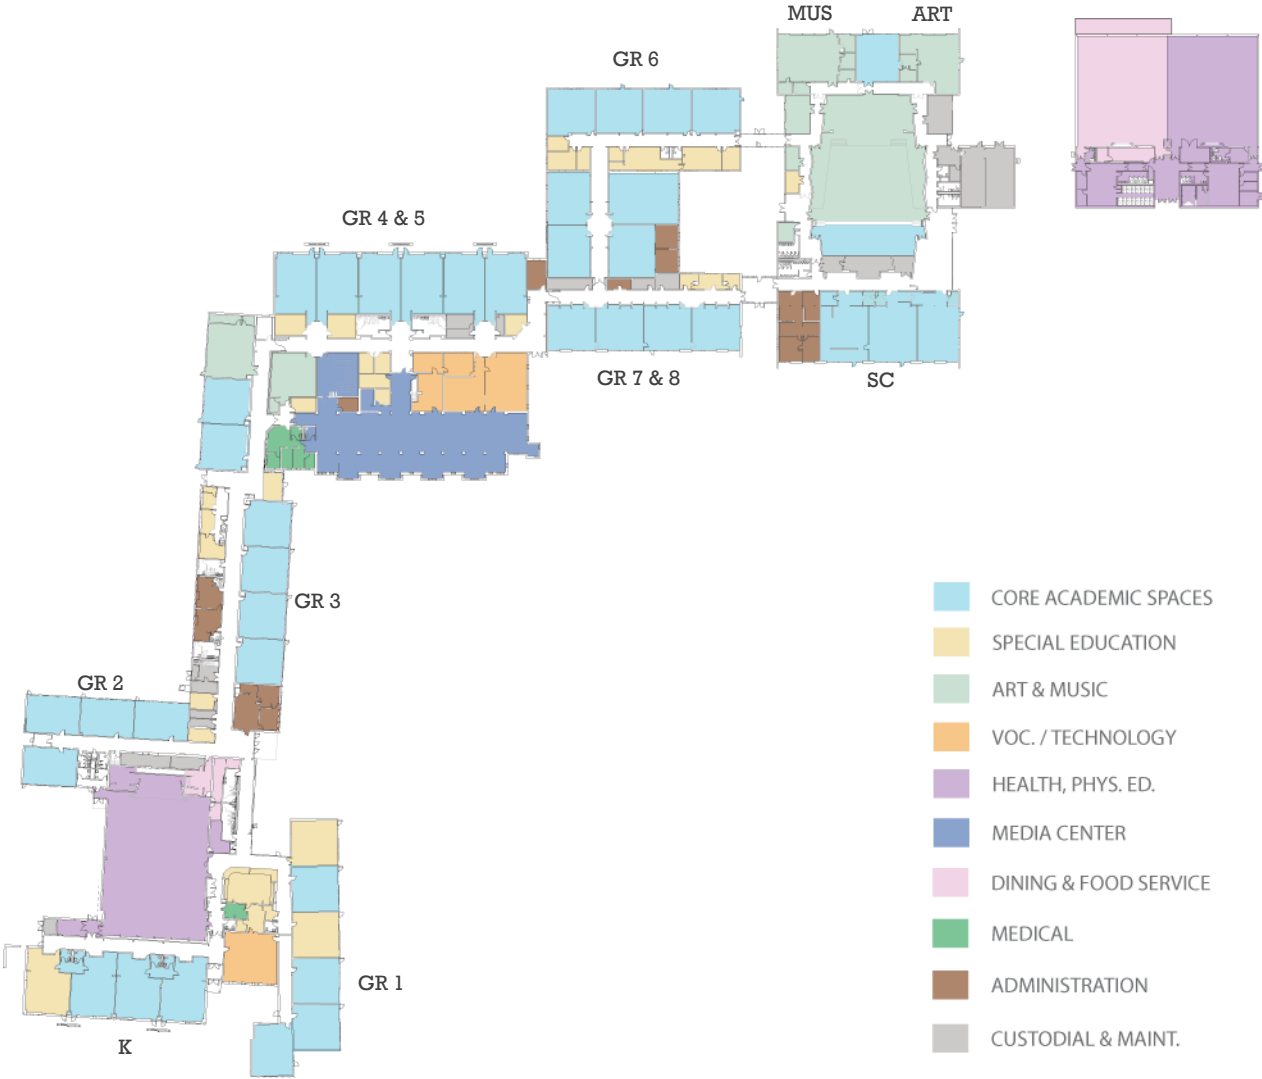 MUS ART
GR 6
GR 4 & 5
GR 7 & 8
SC
GR 3
GR 2
GR 1
K
CORE ACADEMIC SPACES
SPECIAL EDUCATION
ART & MUSIC
VOC. / TECHNOLOGY
HEALTH, PHYS. ED.
MEDIA CENTER
DINING & FOOD SERVICE
MEDICAL
ADMINISTRATION
CUSTODIAL & MAINT.